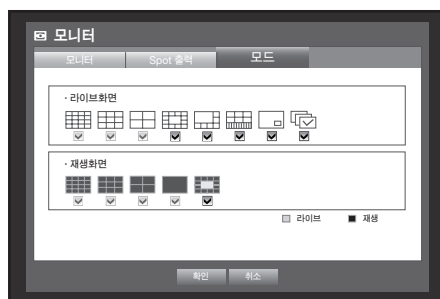 모니터
모니터 Spot 출력 모드
· 라이브화면
· 재생화면
라이브 재생
확인 취소